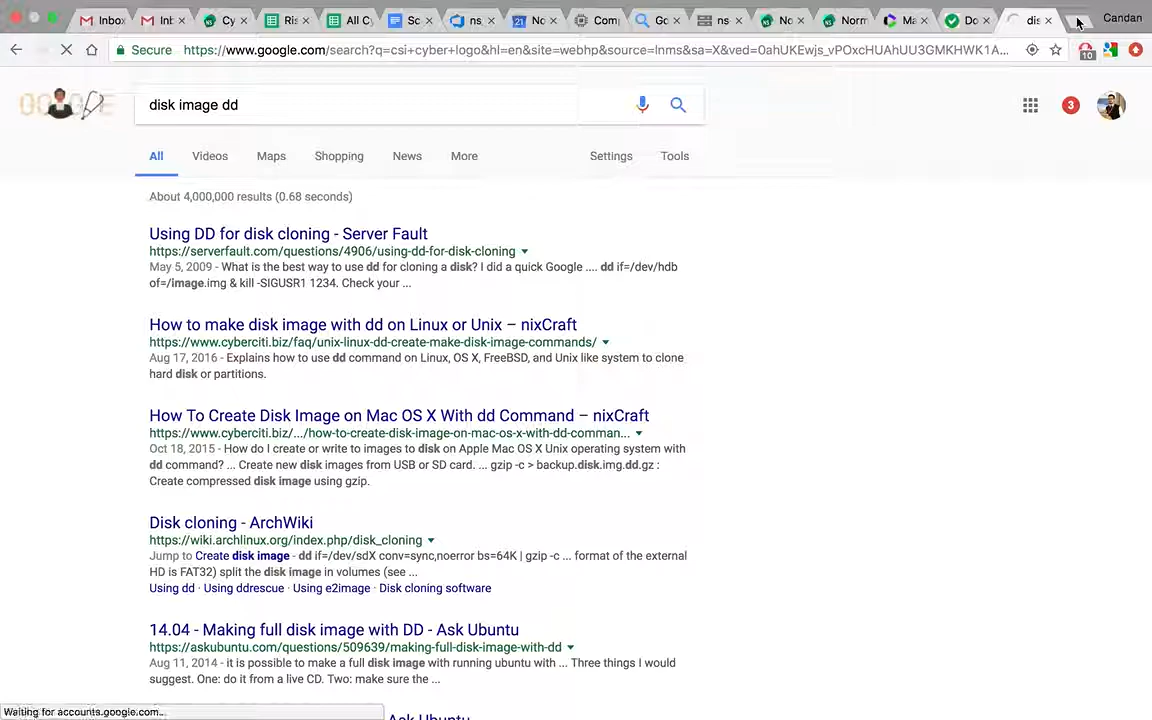 Inbox Inb Cy Ris All C Sc ns_ No Comp Go ns- No Norm Ma Do dis Candan
Secure https://www.google.com/search?q=csi+cyber+logo&hl=en&site=webhp&source=lnms&sa=X&ved=0ahUKEwjs_vPOxcHUAhUU3GMKHWK1A... 10
disk image dd 3
All Videos Maps Shopping News More Settings Tools
About 4,000,000 results (0.68 seconds)
Using DD for disk cloning - Server Fault
https://serverfault.com/questions/4906/using-dd-for-disk-cloning
May 5, 2009 - What is the best way to use dd for cloning a disk? I did a quick Google .... dd if=/dev/hdb
of=/image.img & kill -SIGUSR1 1234. Check your ...
How to make disk image with dd on Linux or Unix – nixCraft
https://www.cyberciti.biz/faq/unix-linux-dd-create-make-disk-image-commands/
Aug 17, 2016 - Explains how to use dd command on Linux, OS X, FreeBSD, and Unix like system to clone
hard disk or partitions.
How To Create Disk Image on Mac OS X With dd Command – nixCraft
https://www.cyberciti.biz/.../how-to-create-disk-image-on-mac-os-x-with-dd-comman...
Oct 18, 2015 - How do I create or write to images to disk on Apple Mac OS X Unix operating system with
dd command? ... Create new disk images from USB or SD card. ... gzip -c > backup.disk.img.dd.gz :
Create compressed disk image using gzip.
Disk cloning - ArchWiki
https://wiki.archlinux.org/index.php/disk_cloning
Jump to Create disk image - dd if=/dev/sdX conv=sync,noerror bs=64K | gzip -c ... format of the external
HD is FAT32) split the disk image in volumes (see ...
Using dd · Using ddrescue · Using e2image · Disk cloning software
14.04 - Making full disk image with DD - Ask Ubuntu
https://askubuntu.com/questions/509639/making-full-disk-image-with-dd
Aug 11, 2014 - it is possible to make a full disk image with running ubuntu with ... Three things I would
suggest. One: do it from a live CD. Two: make sure the ...
Ask Ubuntu
Waiting for accounts.google.com...